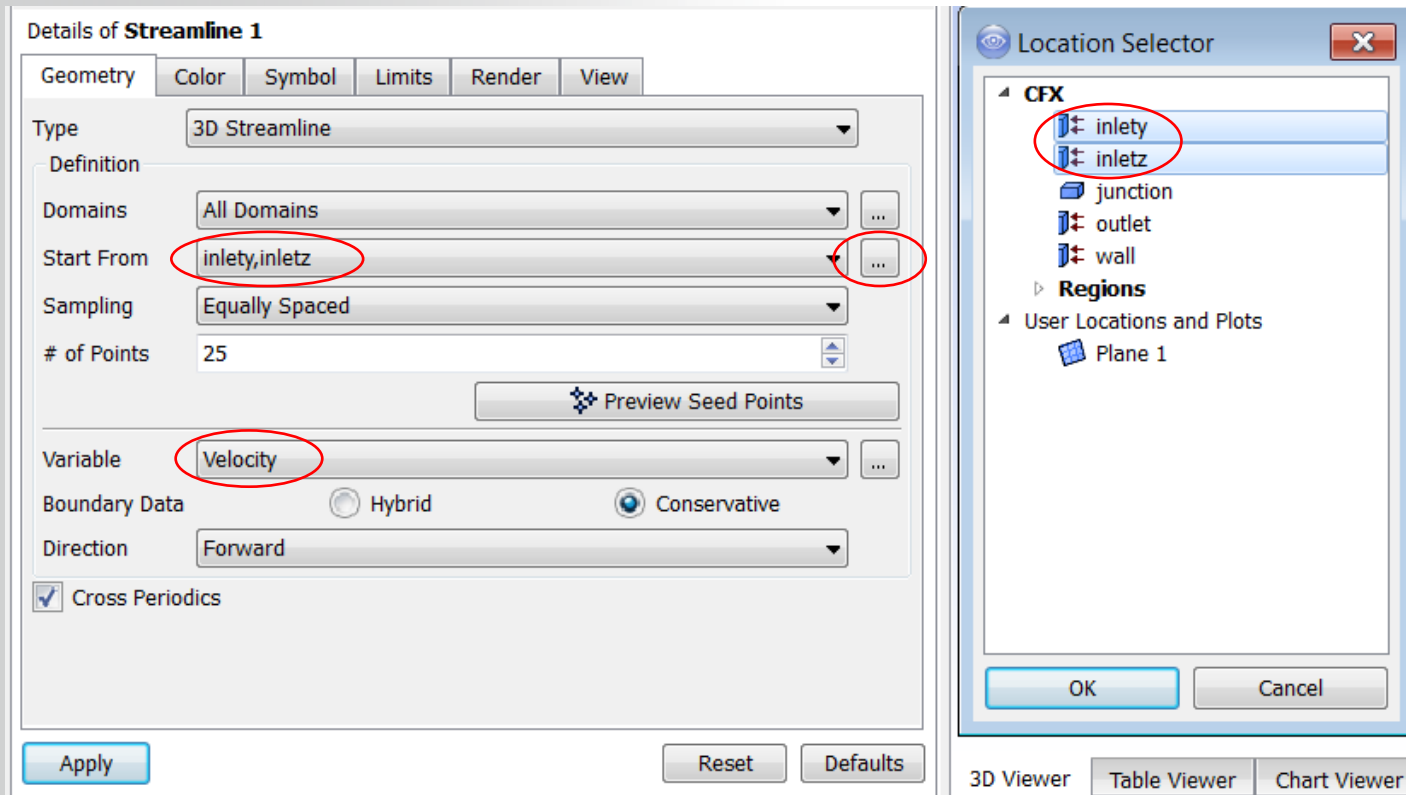 Details of Streamline 1
Geometry Color Symbol Limits Render View
Type 3D Streamline
Definition
Domains All Domains ...
Start From inlety,inletz ...
Sampling Equally Spaced
# of Points 25
Preview Seed Points
Variable Velocity ...
Boundary Data Hybrid Conservative
Direction Forward
Cross Periodics
Apply Reset Defaults
Location Selector
CFX
inlety
inletz
junction
outlet
wall
Regions
User Locations and Plots
Plane 1
OK Cancel
3D Viewer Table Viewer Chart Viewer